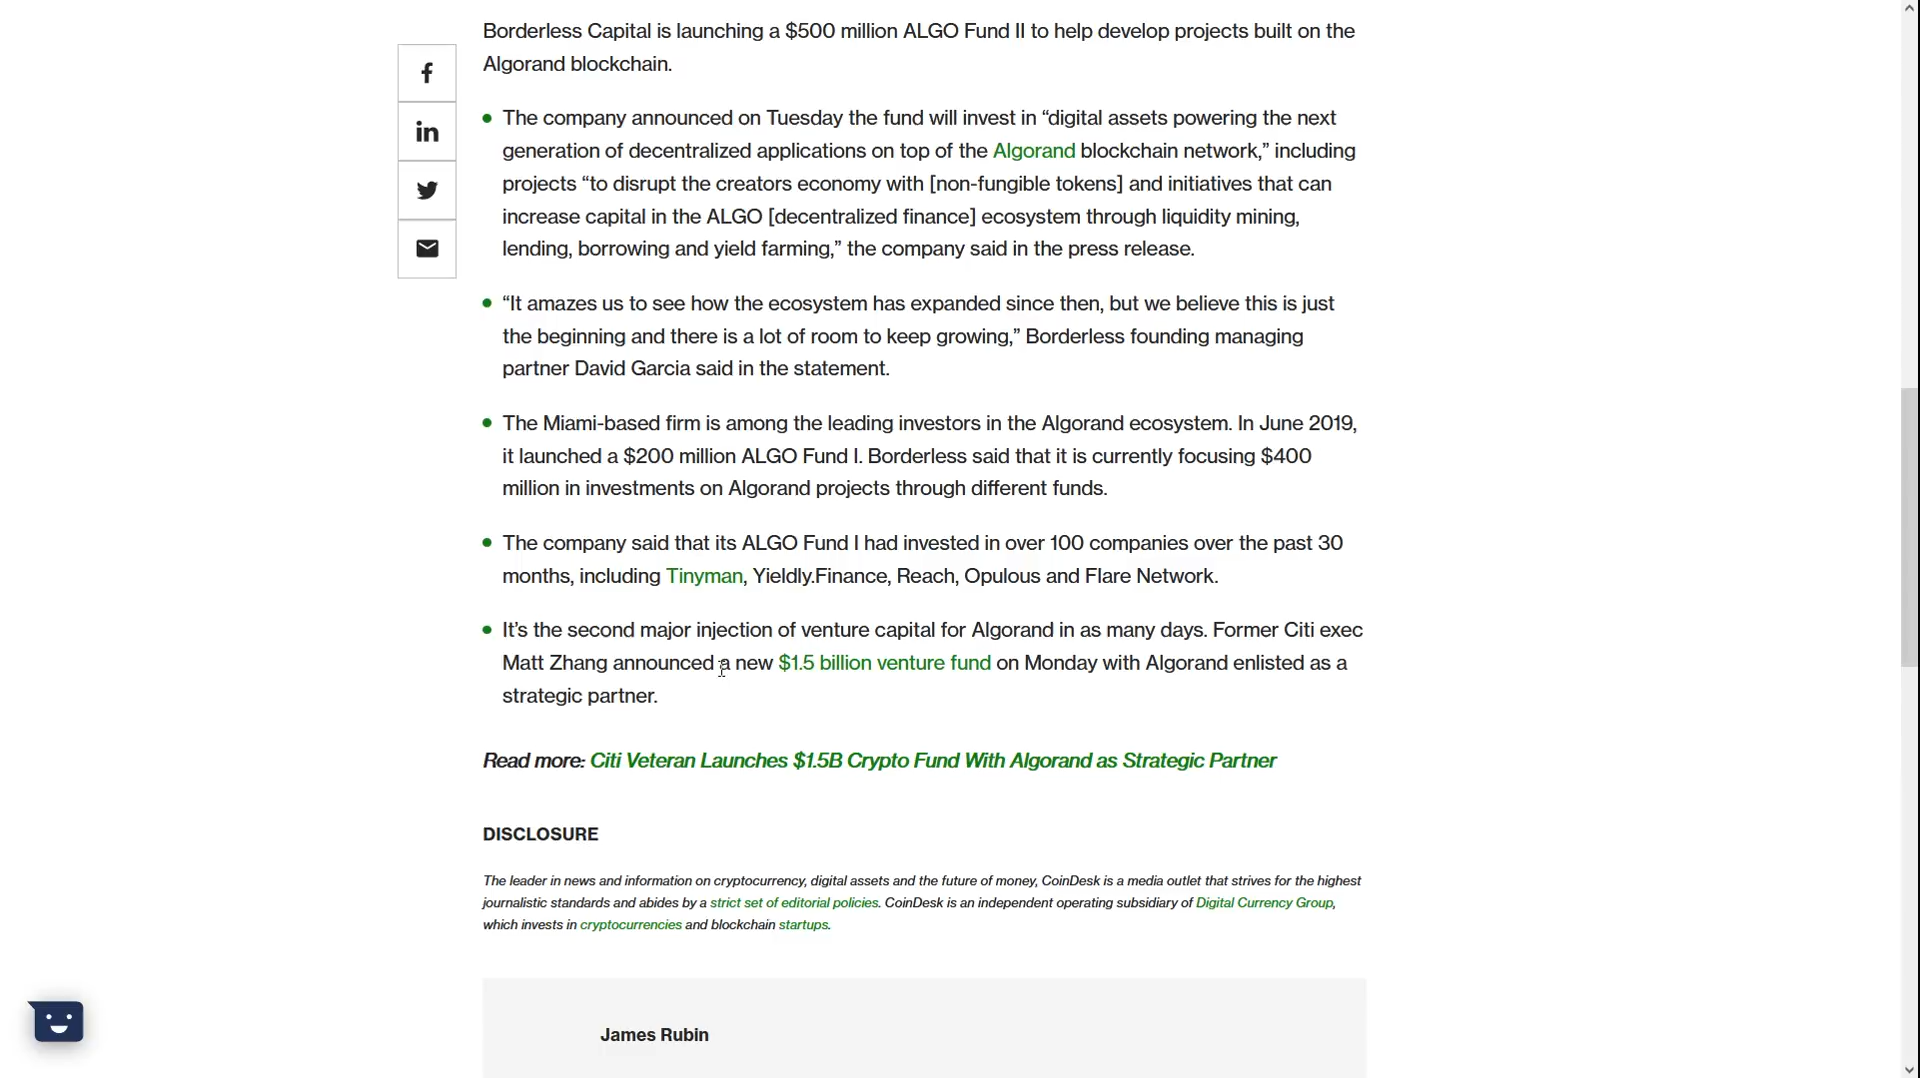 Borderless Capital is launching a $500 million ALGO Fund II to help develop projects built on the
Algorand blockchain.
The company announced on Tuesday the fund will invest in “digital assets powering the next
generation of decentralized applications on top of the Algorand blockchain network,” including
projects “to disrupt the creators economy with [non-fungible tokens] and initiatives that can
increase capital in the ALGO [decentralized finance] ecosystem through liquidity mining,
lending, borrowing and yield farming,” the company said in the press release.
“It amazes us to see how the ecosystem has expanded since then, but we believe this is just
the beginning and there is a lot of room to keep growing,” Borderless founding managing
partner David Garcia said in the statement.
The Miami-based firm is among the leading investors in the Algorand ecosystem. In June 2019,
it launched a $200 million ALGO Fund I. Borderless said that it is currently focusing $400
million in investments on Algorand projects through different funds.
The company said that its ALGO Fund I had invested in over 100 companies over the past 30
months, including Tinyman, Yieldly.Finance, Reach, Opulous and Flare Network.
It’s the second major injection of venture capital for Algorand in as many days. Former Citi exec
Matt Zhang announced a new $1.5 billion venture fund on Monday with Algorand enlisted as a
strategic partner.
Read more: Citi Veteran Launches $1.5B Crypto Fund With Algorand as Strategic Partner
DISCLOSURE
The leader in news and information on cryptocurrency, digital assets and the future of money, CoinDesk is a media outlet that strives for the highest
journalistic standards and abides by a strict set of editorial policies. CoinDesk is an independent operating subsidiary of Digital Currency Group,
which invests in cryptocurrencies and blockchain startups.
James Rubin